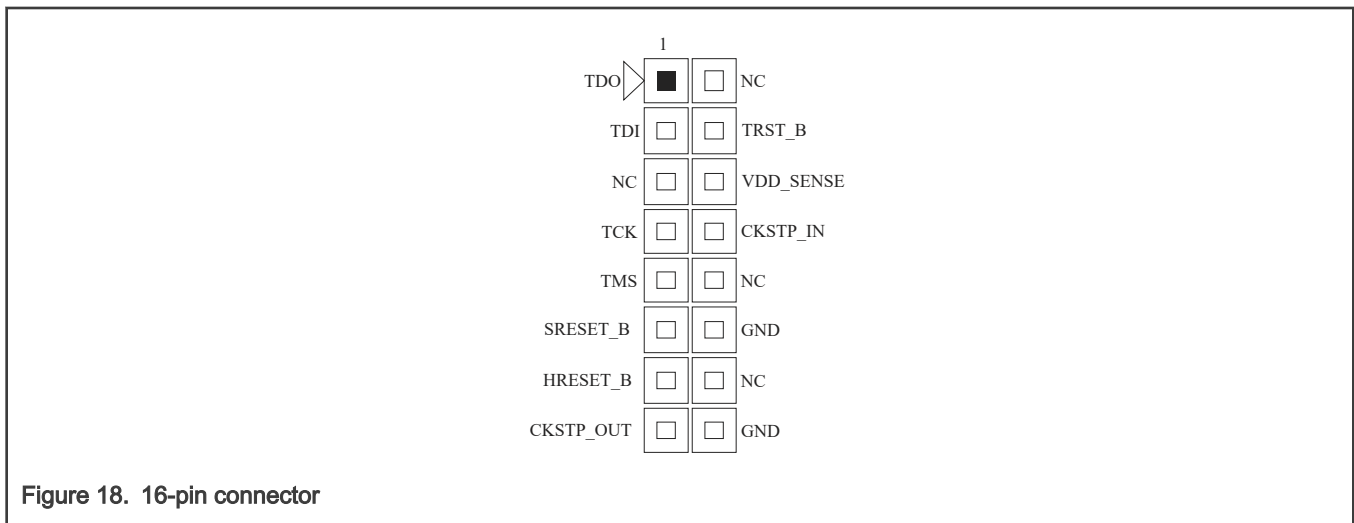 1
TDO NC
TDI TRST_B
NC VDD_SENSE
TCK CKSTP_IN
TMS NC
SRESET_B GND
HRESET_B NC
CKSTP_OUT GND
Figure 18. 16-pin connector